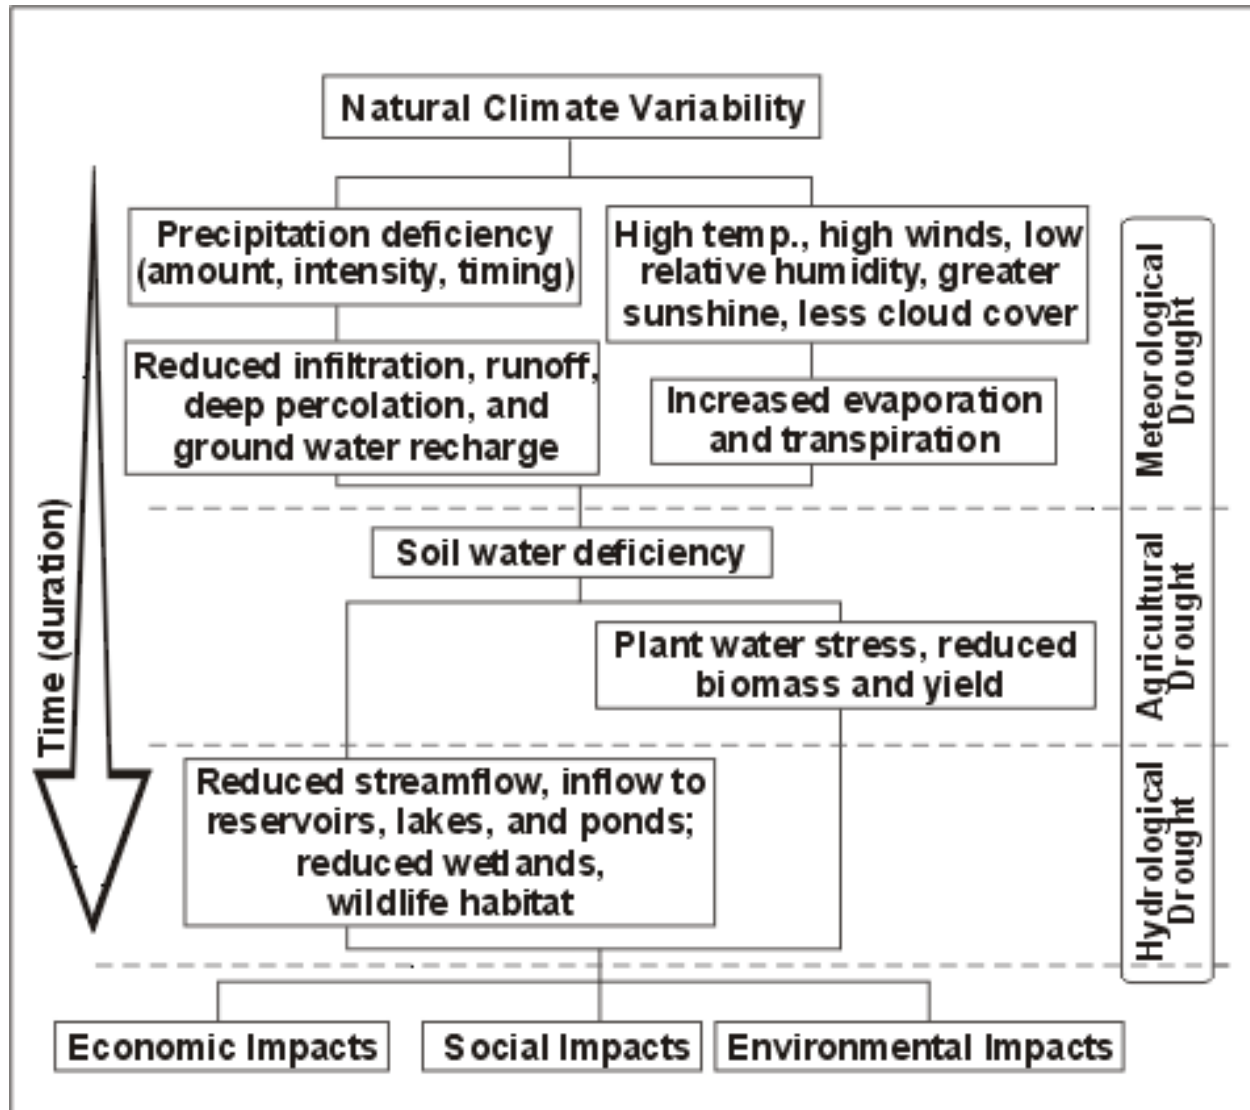 Natural Climate Variability
Precipitation deficiency
(amount, intensity, timing)
High temp., high winds, low
relative humidity, greater
sunshine, less cloud cover
Reduced infiltration, runoff,
deep percolation, and
ground water recharge
Increased evaporation
and transpiration
Meteorological
Drought
Time (duration)
Soil water deficiency
Plant water stress, reduced
biomass and yield
Agricultural
Drought
Reduced streamflow, inflow to
reservoirs, lakes, and ponds;
reduced wetlands,
wildlife habitat
Hydrological
Drought
Economic Impacts
Social Impacts
Environmental Impacts